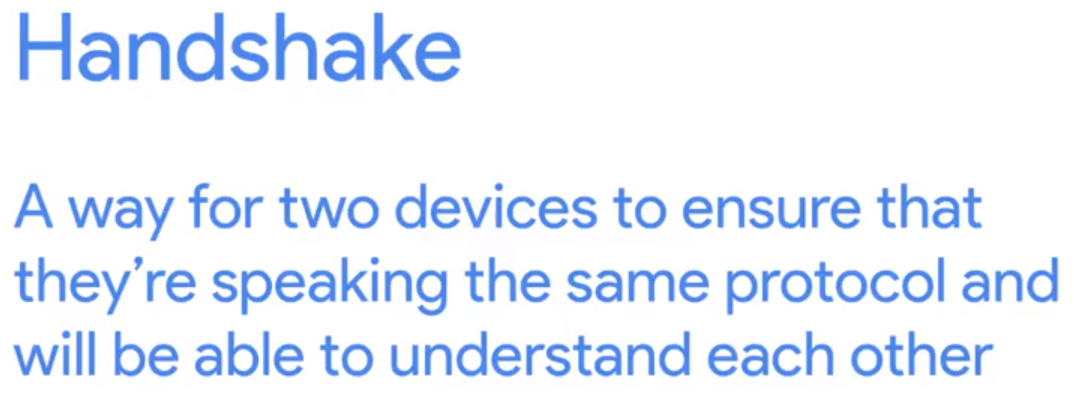 Handshake
A way for two devices to ensure that
they’re speaking the same protocol and
will be able to understand each other